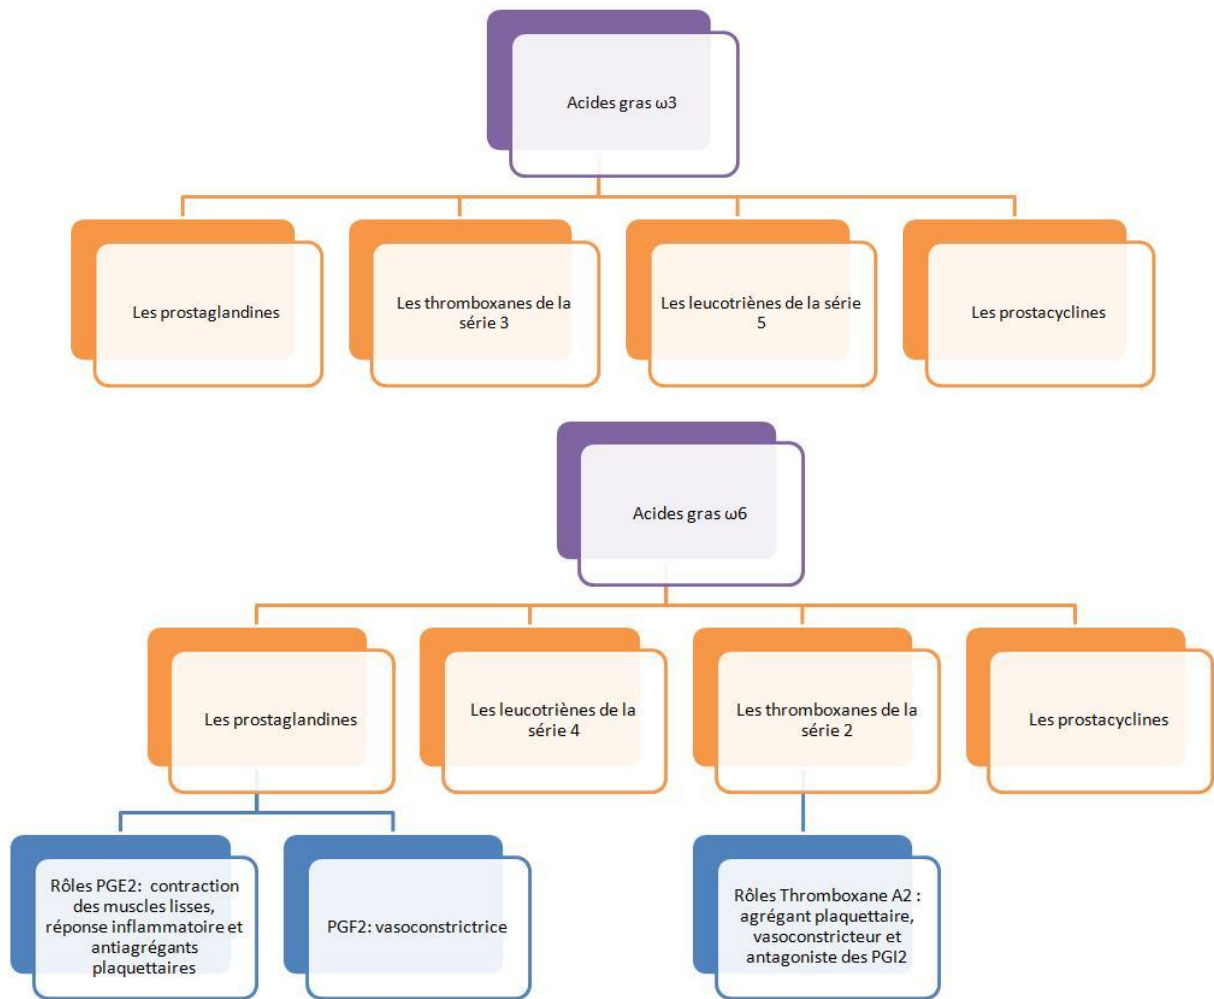 Acides gras ω3
Les prostaglandines
Les thromboxanes de la
série 3
Les leucotriènes de la série
5
Les prostacyclines
Acides gras ω6
Les prostaglandines
Les leucotriènes de la
série 4
Les thromboxanes de la
série 2
Les prostacyclines
Rôles PGE2: contraction
des muscles lisses,
réponse inflammatoire et
antiagrégants
plaquettaires
PGF2: vasoconstrictrice
Rôles Thromboxane A2 :
agrégant plaquettaire,
vasoconstricteur et
antagoniste des PGI2